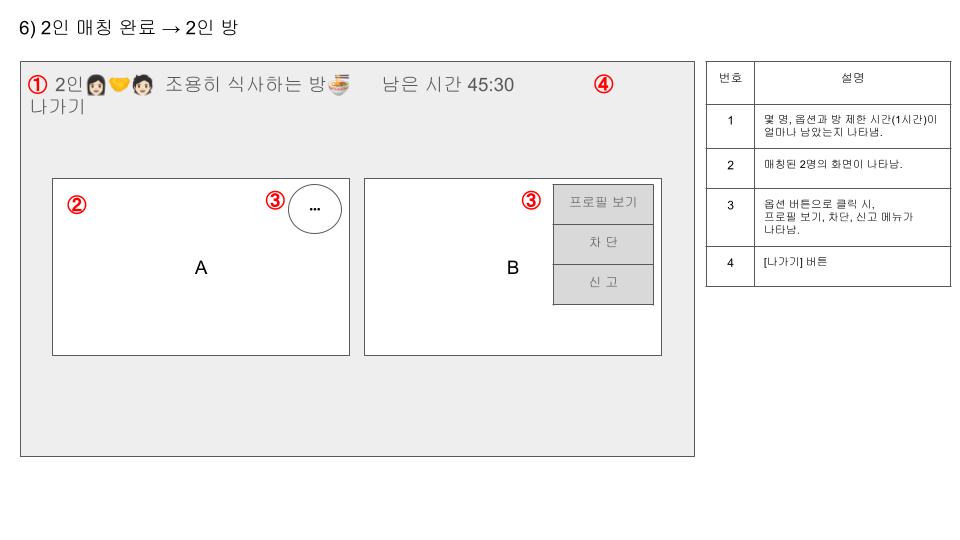 6) 2인 매칭 완료 → 2인 방
① 2인👩🏻🤝🧑🏻 조용히 식사하는 방🍜 남은 시간 45:30 ④
나가기
② ③ ...
A
③ 프로필 보기
차 단
B
신 고
번호 설명
1 몇 명, 옵션과 방 제한 시간(1시간)이
얼마나 남았는지 나타냄.
2 매칭된 2명의 화면이 나타남.
3 옵션 버튼으로 클릭 시,
프로필 보기, 차단, 신고 메뉴가
나타남.
4 [나가기] 버튼